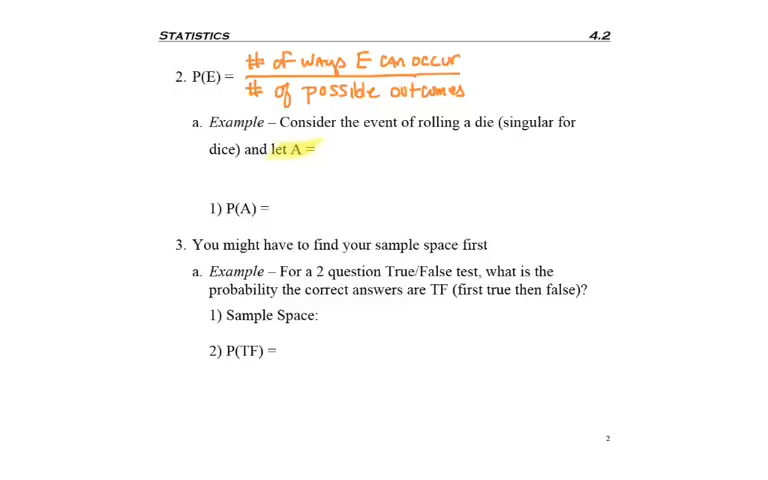 STATISTICS 4.2
# of ways E can occur
2. P(E) =
# of possible outcomes
a. Example – Consider the event of rolling a die (singular for
dice) and let A =
1) P(A) =
3. You might have to find your sample space first
a. Example – For a 2 question True/False test, what is the
probability the correct answers are TF (first true then false)?
1) Sample Space:
2) P(TF) =
2